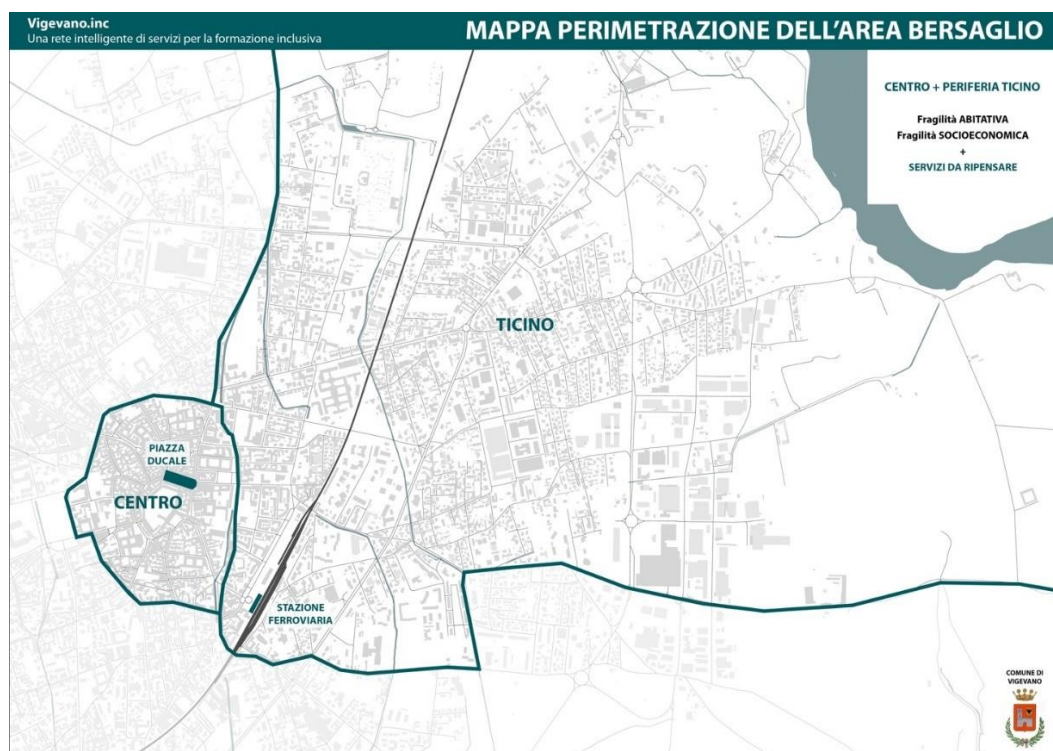 Vigevano.inc
Una rete intelligente di servizi per la formazione inclusiva
MAPPA PERIMETRAZIONE DELL'AREA BERSAGLIO
CENTRO + PERIFERIA TICINO
Fragilità ABITATIVA
Fragilità SOCIOECONOMICA
+
SERVIZI DA RIPENSARE
TICINO
PIAZZA
DUCALE
CENTRO
STAZIONE
FERROVIARIA
COMUNE DI
VIGEVANO